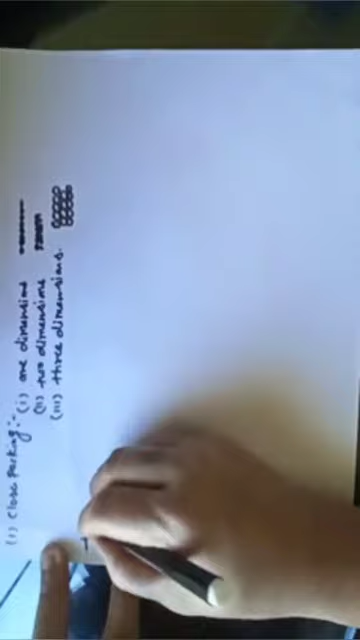 (1) Close Packing:- (i) one dimensions
(ii) two dimensions
(iii) three dimensions.